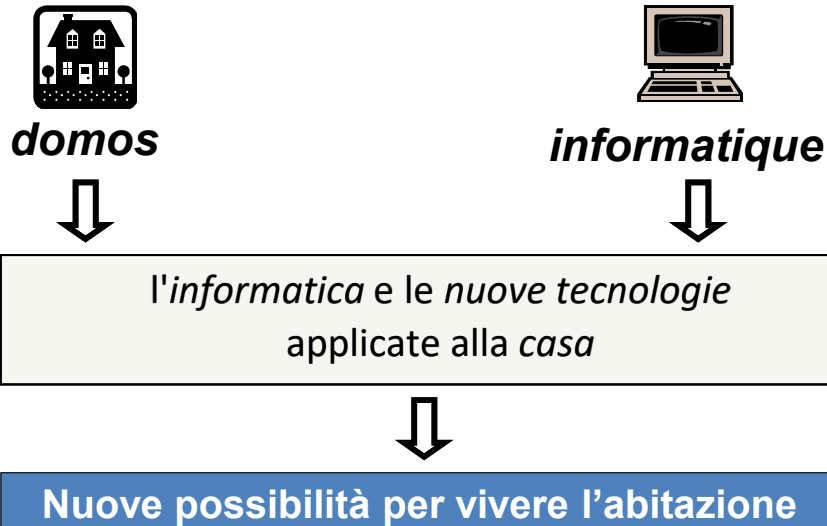 domos
informatique
l'informatica e le nuove tecnologie
applicate alla casa
Nuove possibilità per vivere l’abitazione